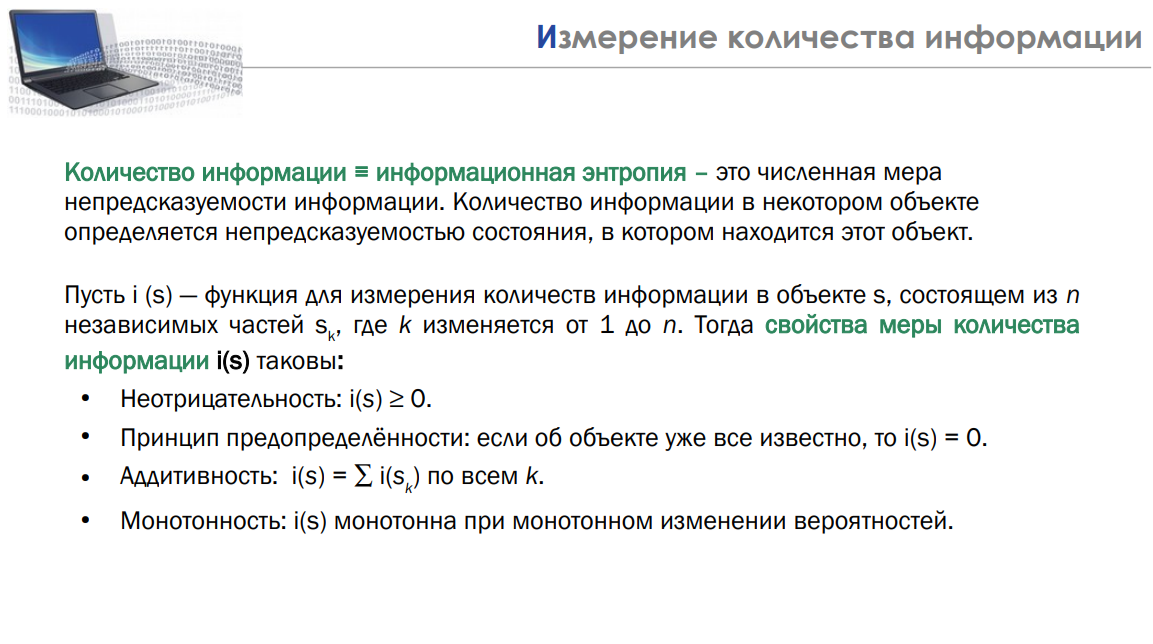 Измерение количества информации
Количество информации ≡ информационная энтропия – это численная мера
непредсказуемости информации. Количество информации в некотором объекте
определяется непредсказуемостью состояния, в котором находится этот объект.
Пусть i (s) — функция для измерения количеств информации в объекте s, состоящем из n
независимых частей sk, где k изменяется от 1 до n. Тогда свойства меры количества
информации i(s) таковы:
• Неотрицательность: i(s) ≥ 0.
• Принцип предопределённости: если об объекте уже все известно, то i(s) = 0.
• Аддитивность: i(s) = ∑ i(sk) по всем k.
• Монотонность: i(s) монотонна при монотонном изменении вероятностей.